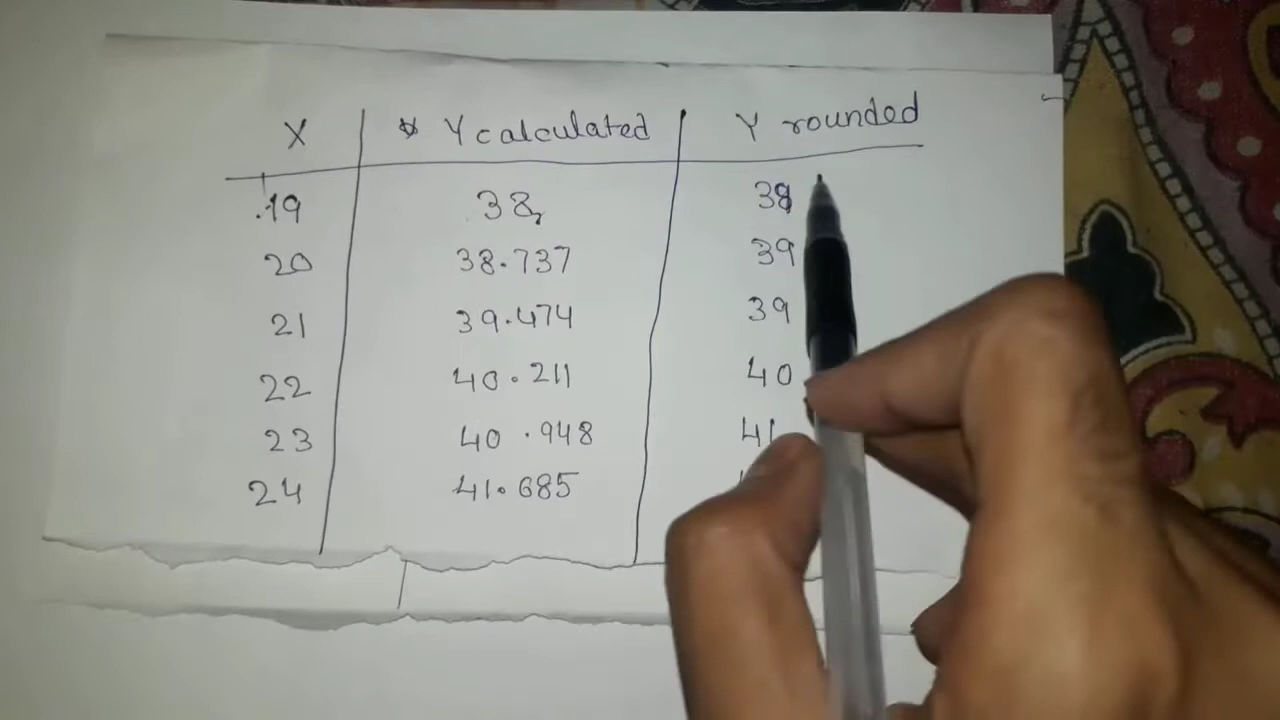 X Y calculated Y rounded
19 38 38
20 38.737 39
21 39.474 39
22 40.211 40
23 40.948 41
24 41.685